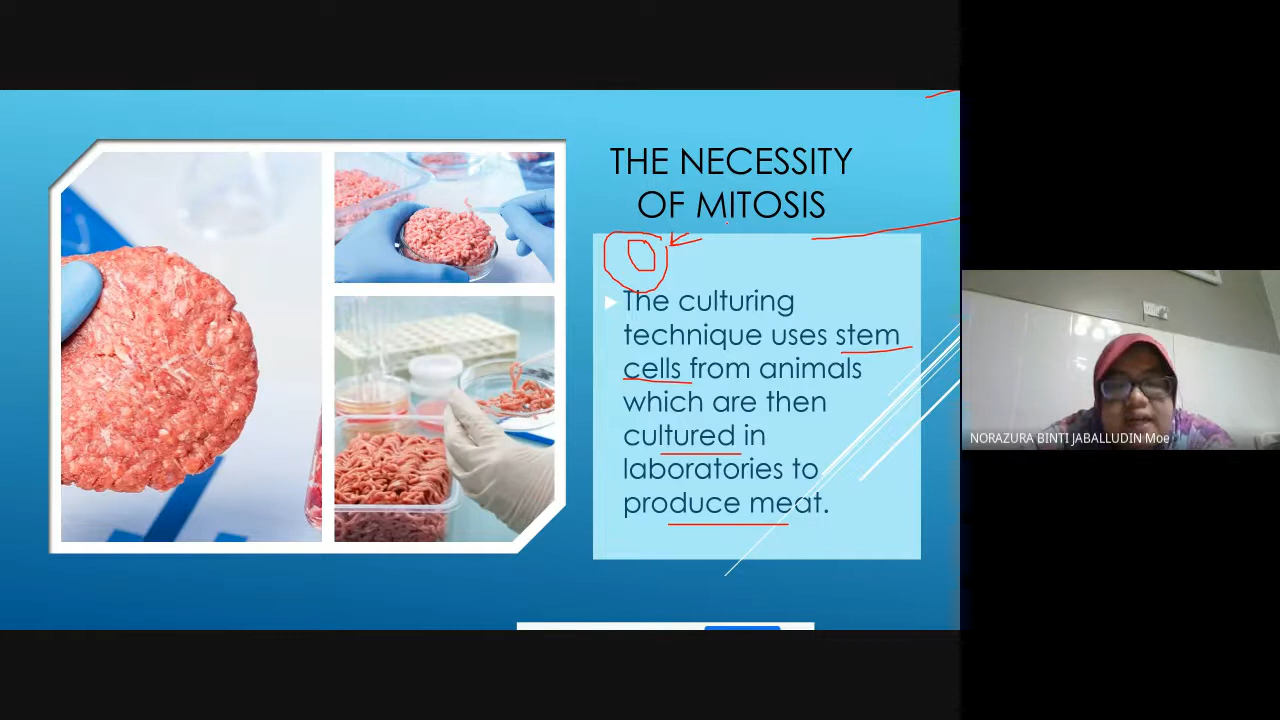 THE NECESSITY
OF MITOSIS
The culturing
technique uses stem
cells from animals
which are then
cultured in
laboratories to
produce meat.
NORAZURA BINTI JABALLUDIN Moe